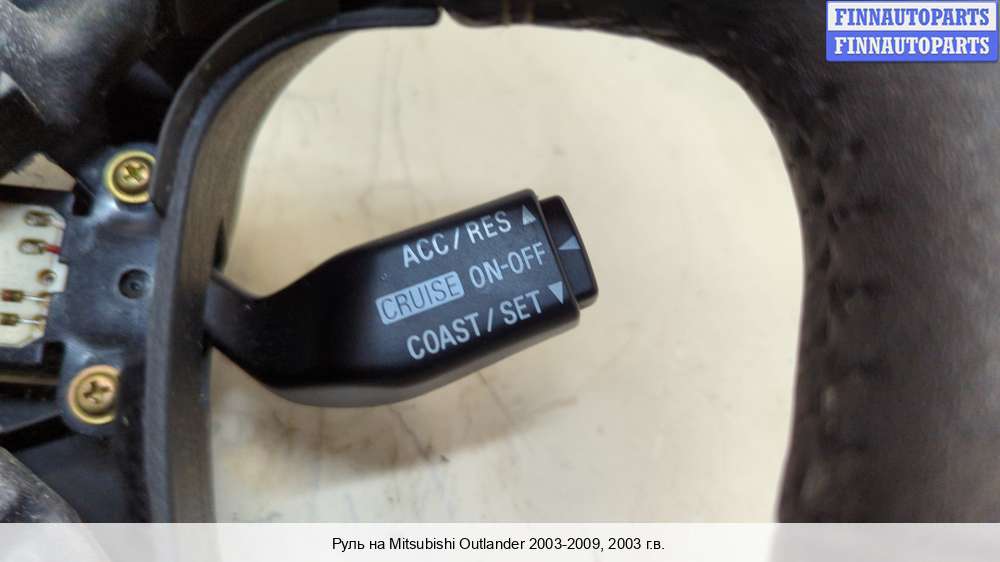 FINNAUTOPARTS
FINNAUTOPARTS
ACC/RES ▲
CRUISE ON-OFF ◀
COAST/SET ▼
Руль на Mitsubishi Outlander 2003-2009, 2003 г.в.